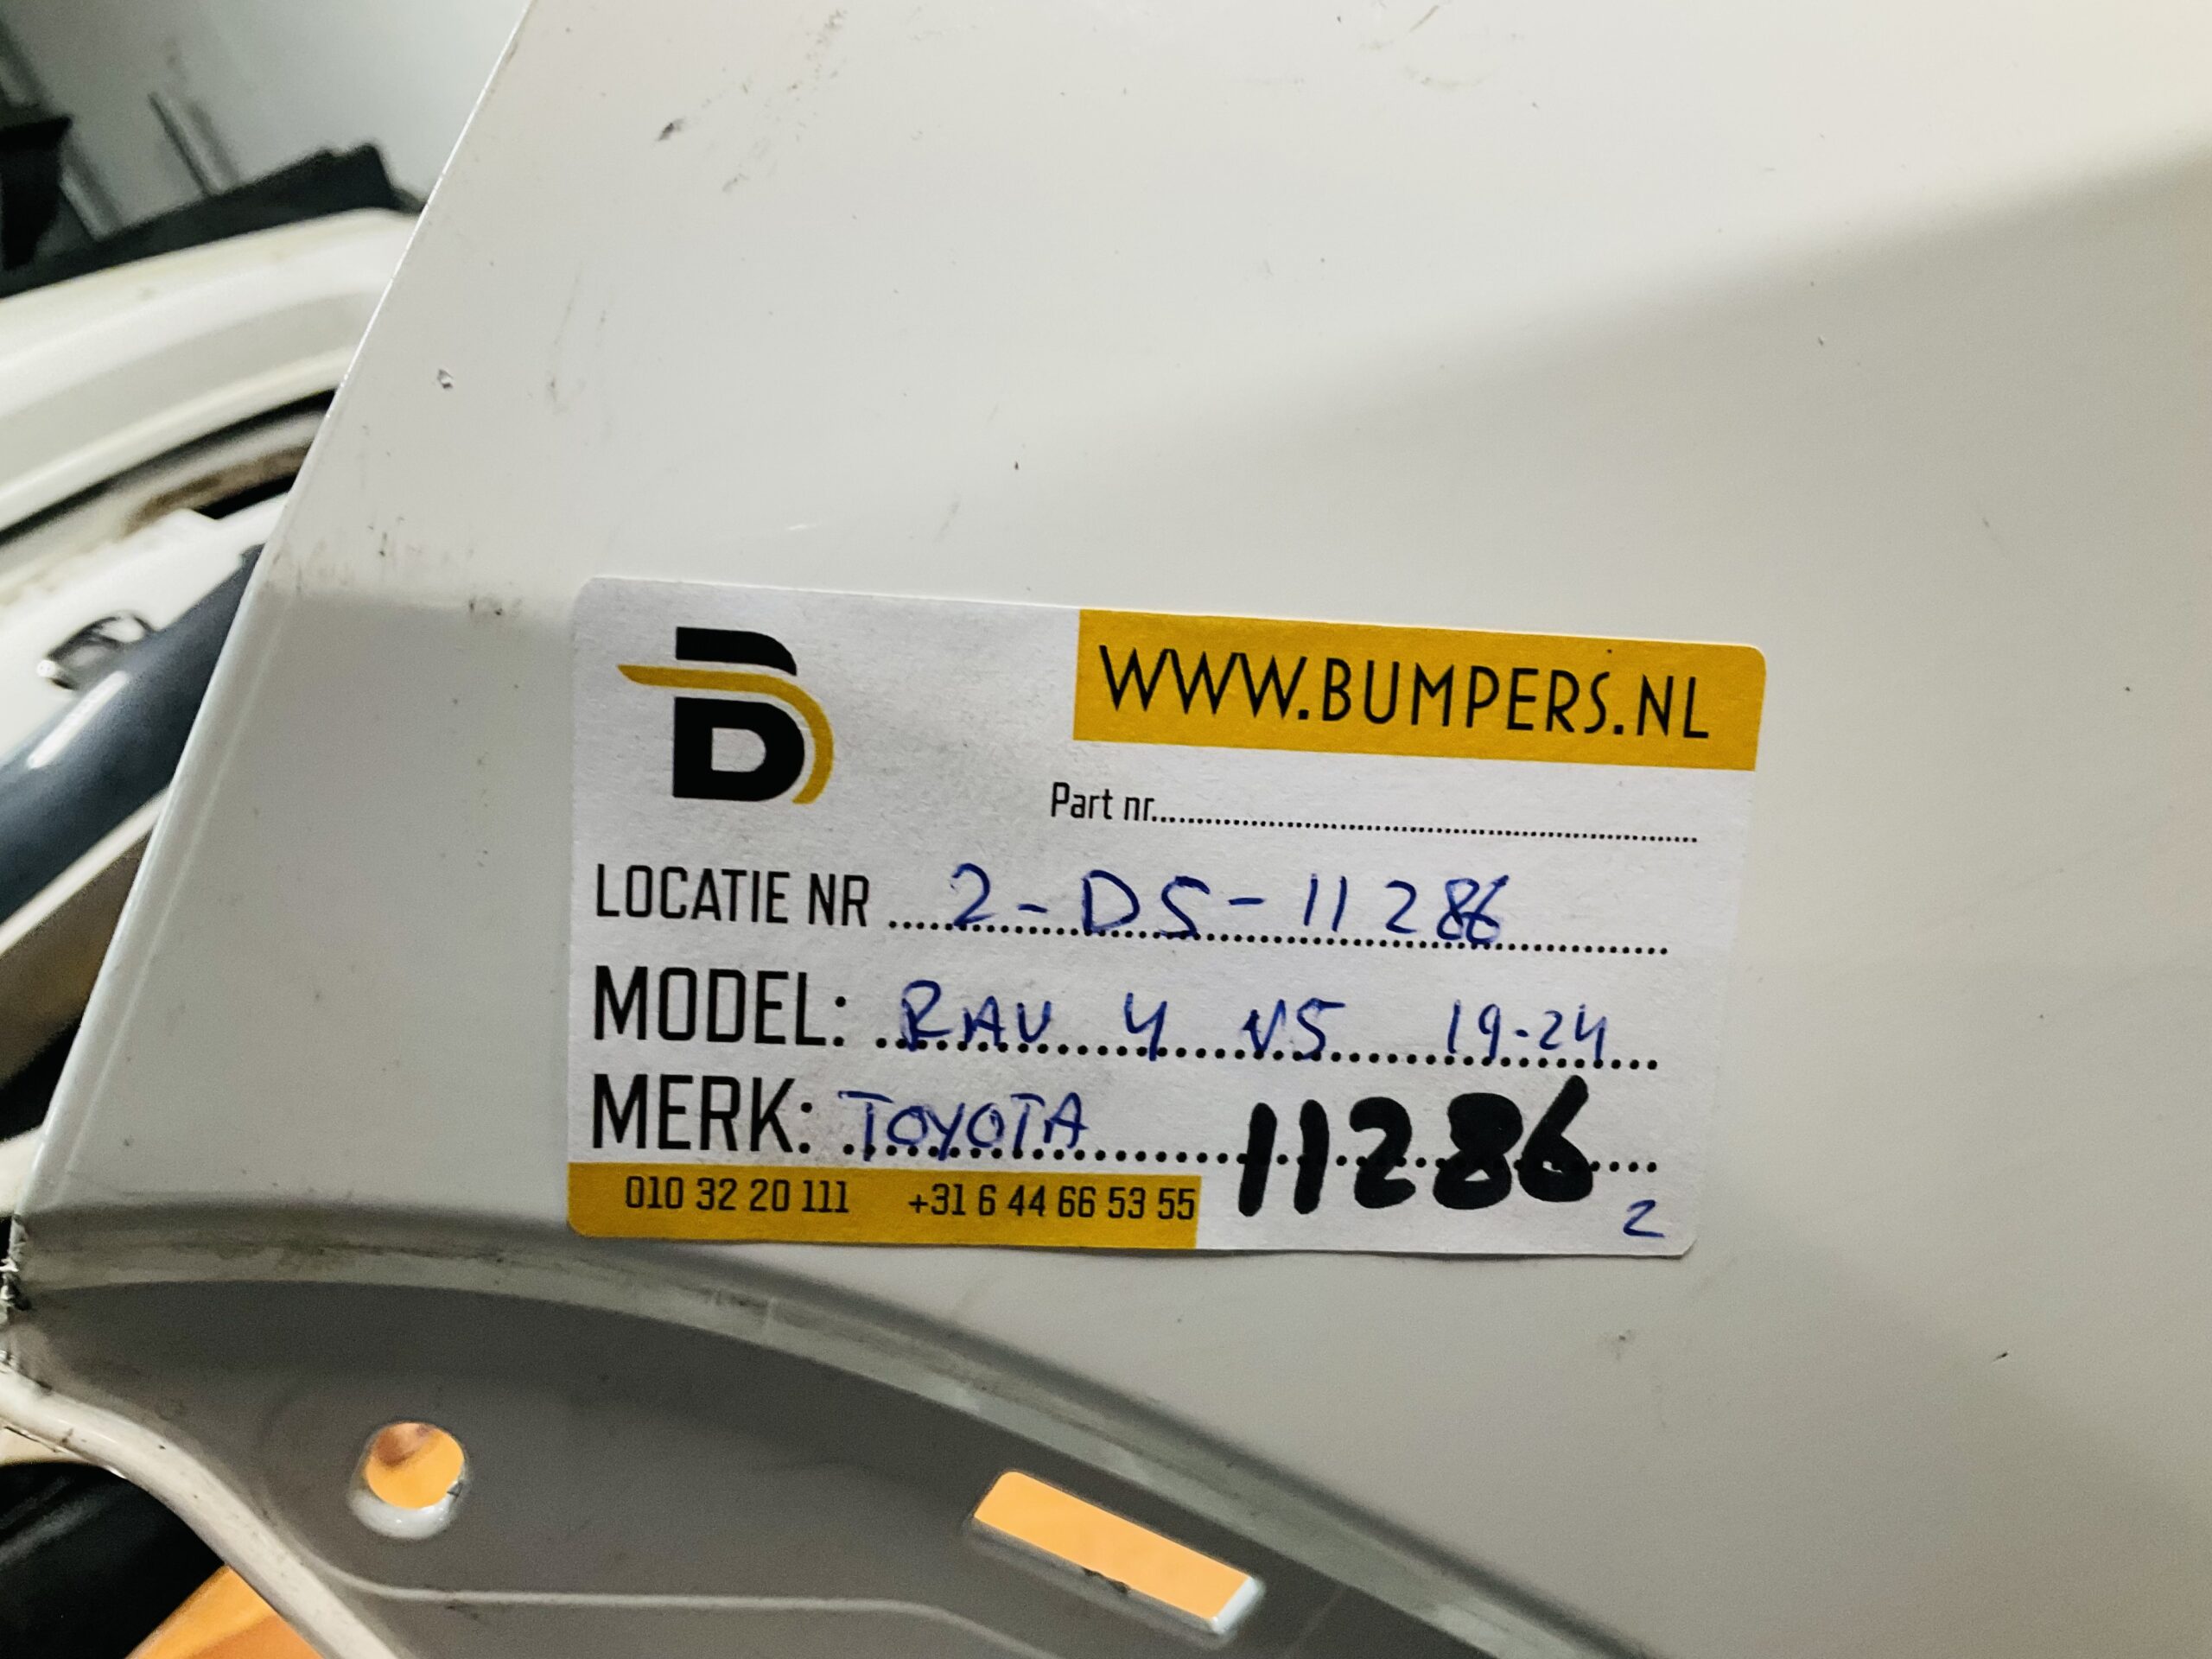 B
WWW.BUMPERS.NL
Part nr.
LOCATIE NR 2-DS-11286
MODEL: RAV 4 V5 19-24
MERK: TOYOTA 11286
010 32 20 111 +31 6 44 66 53 55
2